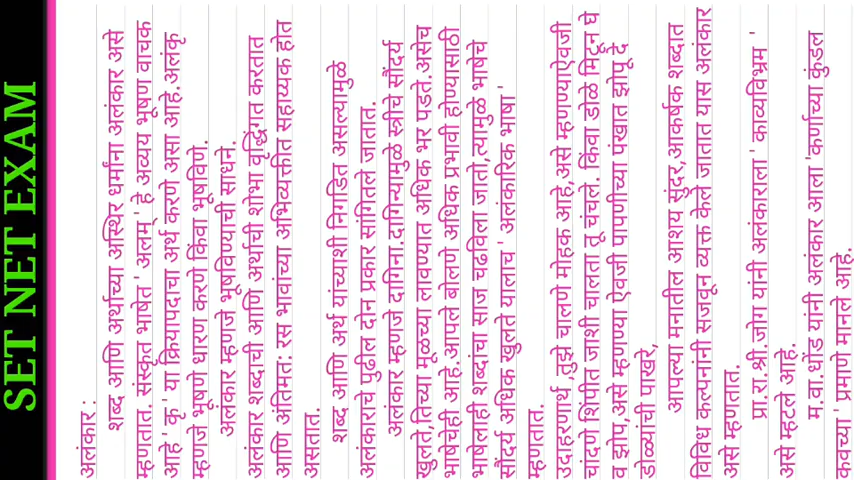 SET NET EXAM
अलंकार :
शब्द आणि अर्थाच्या अस्थिर धर्मांना अलंकार असे
म्हणतात. संस्कृत भाषेत ' अलम् ' हे अव्यय भूषण वाचक
आहे ' कृ ' या क्रियापदाचा अर्थ करणे असा आहे.अलंकृ
म्हणजे भूषणे धारण करणे किंवा भूषविणे.
अलंकार म्हणजे भूषविण्याची साधने.
अलंकार शब्दाची आणि अर्थाची शोभा वृद्धिंगत करतात
आणि अंतिमत: रस भावांच्या अभिव्यक्तीत सहाय्यक होत
असतात.
शब्द आणि अर्थ यांच्याशी निगडित असल्यामुळे
अलंकाराचे पुढील दोन प्रकार सांगितले जातात.
अलंकार म्हणजे दागिना.दागिन्यामुळे स्त्रीचे सौंदर्य
खुलते,तिच्या मूळच्या लावण्यात अधिक भर पडते.असेच
भाषेचेही आहे.आपले बोलणे अधिक प्रभावी होण्यासाठी
भाषेलाही शब्दांचा साज चढविला जातो,त्यामुळे भाषेचे
सौंदर्य अधिक खुलते यालाच ' अलंकारिक भाषा '
म्हणतात.
उदाहरणार्थ ,तुझे चालणे मोहक आहे,असे म्हणण्याऐवजी
चांदणे शिंपीत जाशी चालता तू चंचले. किंवा डोळे मिटून घे
व झोप,असे म्हणण्या ऐवजी पापणीच्या पंखात झोपू दे
डोळ्यांची पाखरे,
आपल्या मनातील आशय सुंदर,आकर्षक शब्दात
विविध कल्पनांनी सजवून व्यक्त केले जातात यास अलंकार
असे म्हणतात.
प्रा.रा.श्री.जोग यांनी अलंकाराला ' काव्यविभ्रम '
असे म्हटले आहे.
म.वा.धोंड यांनी अलंकार आला 'कर्णाच्या कुंडल
कवच्या ' प्रमाणे मानले आहे.